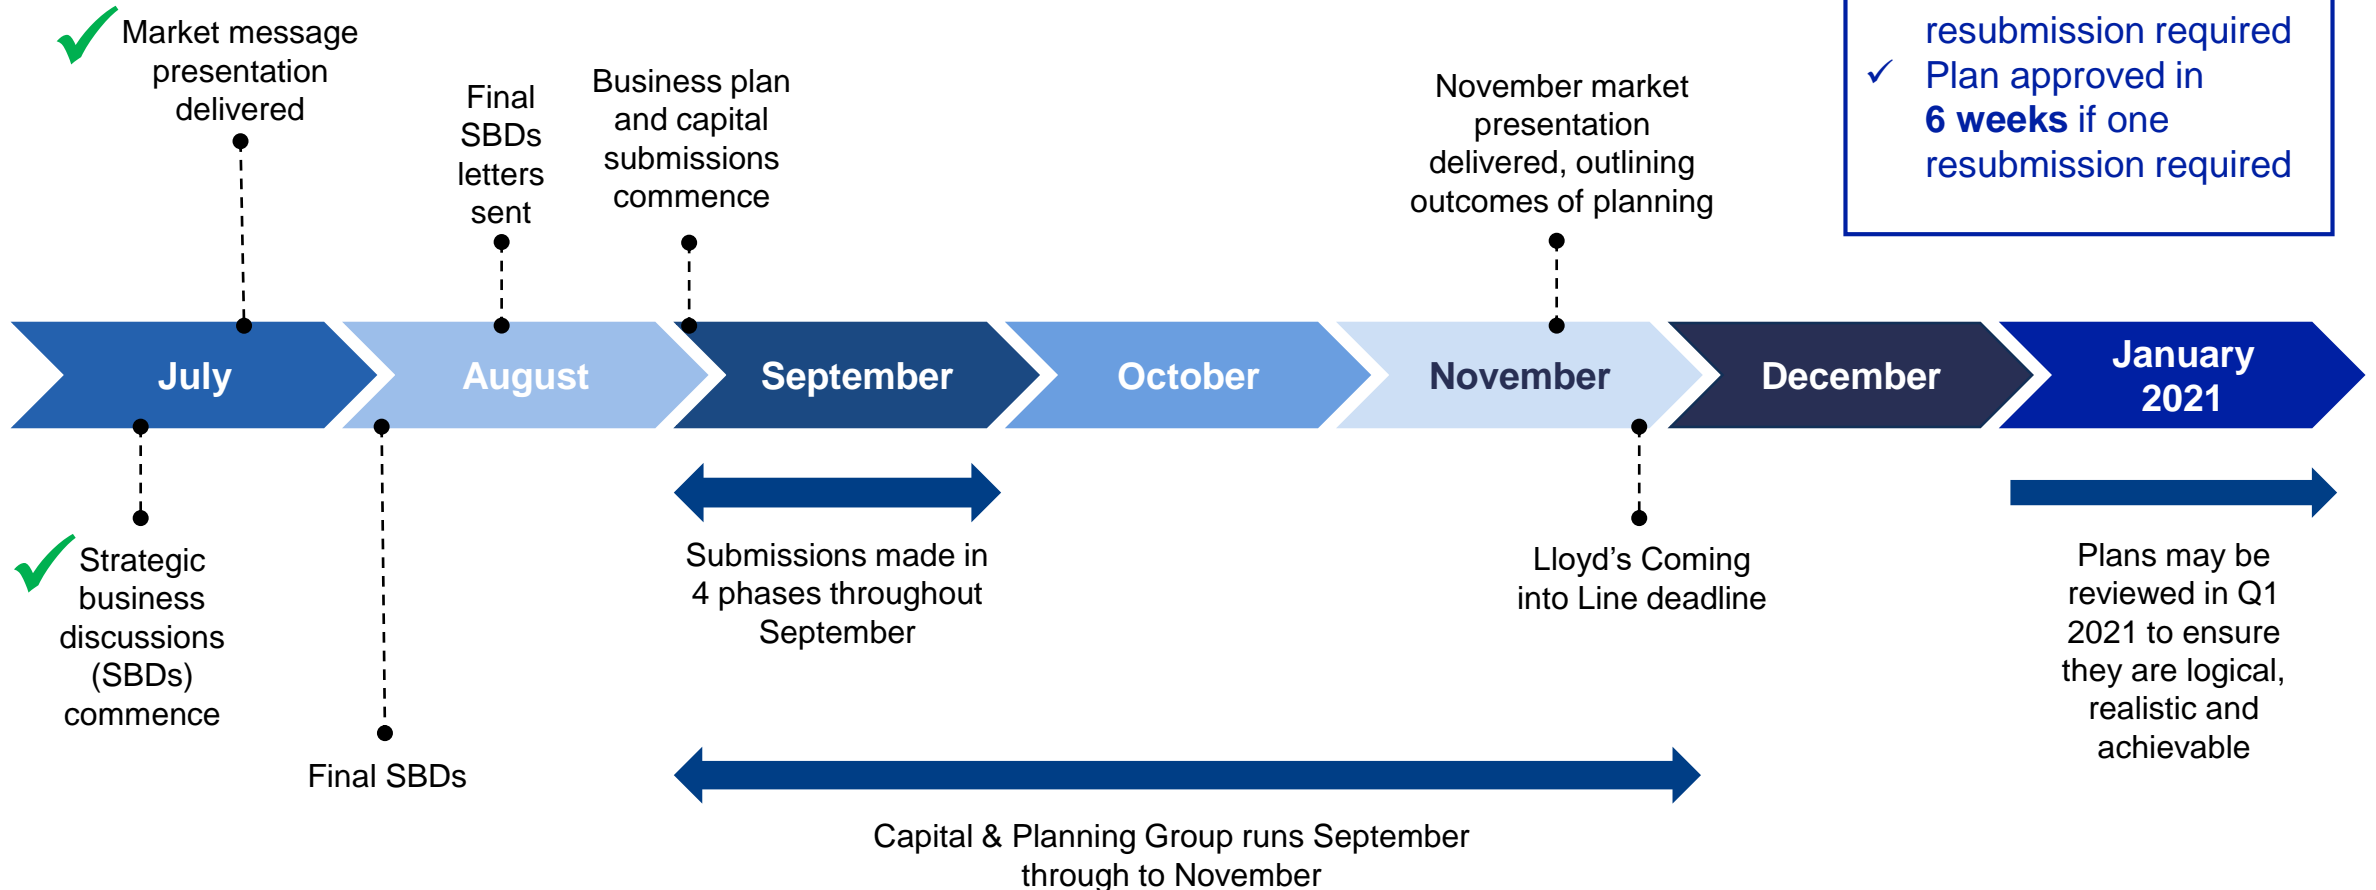 Market message
presentation
delivered
Final
SBDs
letters
sent
Business plan
and capital
submissions
commence
November market
presentation
delivered, outlining
outcomes of planning
resubmission required
✓ Plan approved in
6 weeks if one
resubmission required
July
August
September
October
November
December
January
2021
Strategic
business
discussions
(SBDs)
commence
Final SBDs
Submissions made in
4 phases throughout
September
Capital & Planning Group runs September
through to November
Lloyd’s Coming
into Line deadline
Plans may be
reviewed in Q1
2021 to ensure
they are logical,
realistic and
achievable